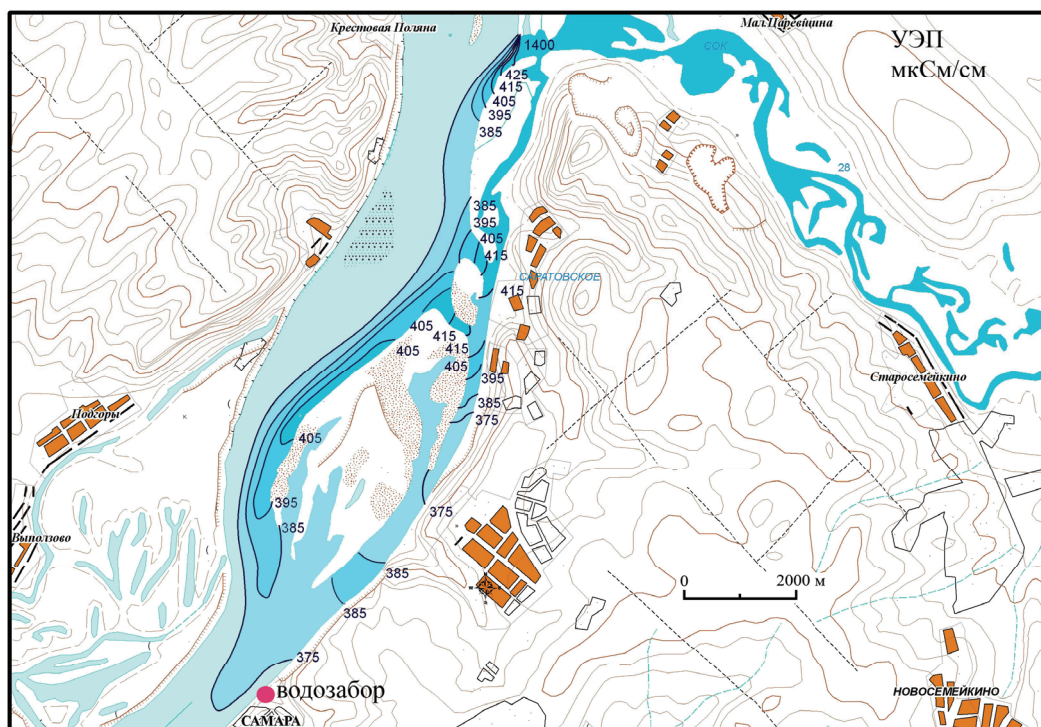 Крестовая Поляна
Мал.Царевщина
УЭП
мкСм/см
1400
СОК
425
415
405
395
385
28
385
395
405
415
САРАТОВСКОЕ
415
405
415
405
415
405
395
Старосемейкино
385
375
Подгоры
к
405
395
375
385
Выползово
0
2000 м
385
385
375
водозабор
НОВОСЕМЕЙКИНО
САМАРА